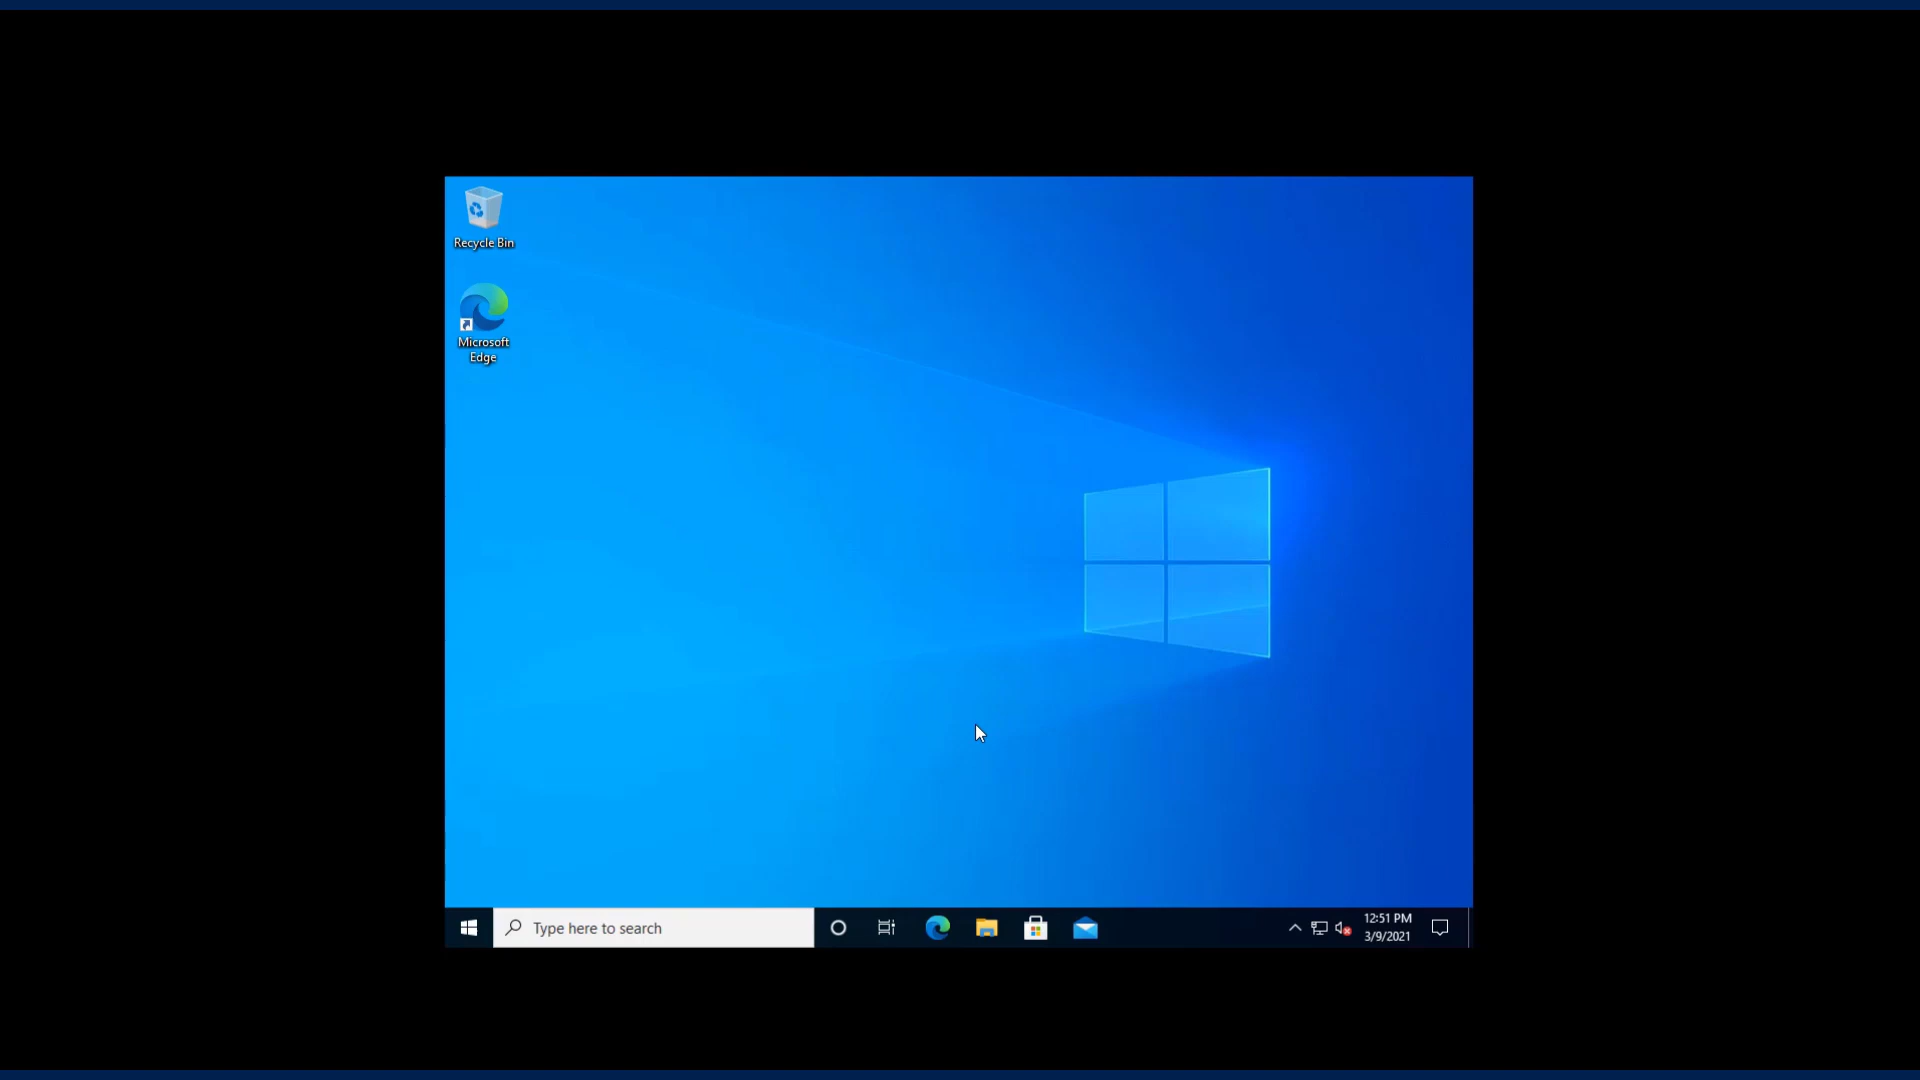 Recycle Bin
Microsoft
Edge
Type here to search
12:51 PM
3/9/2021